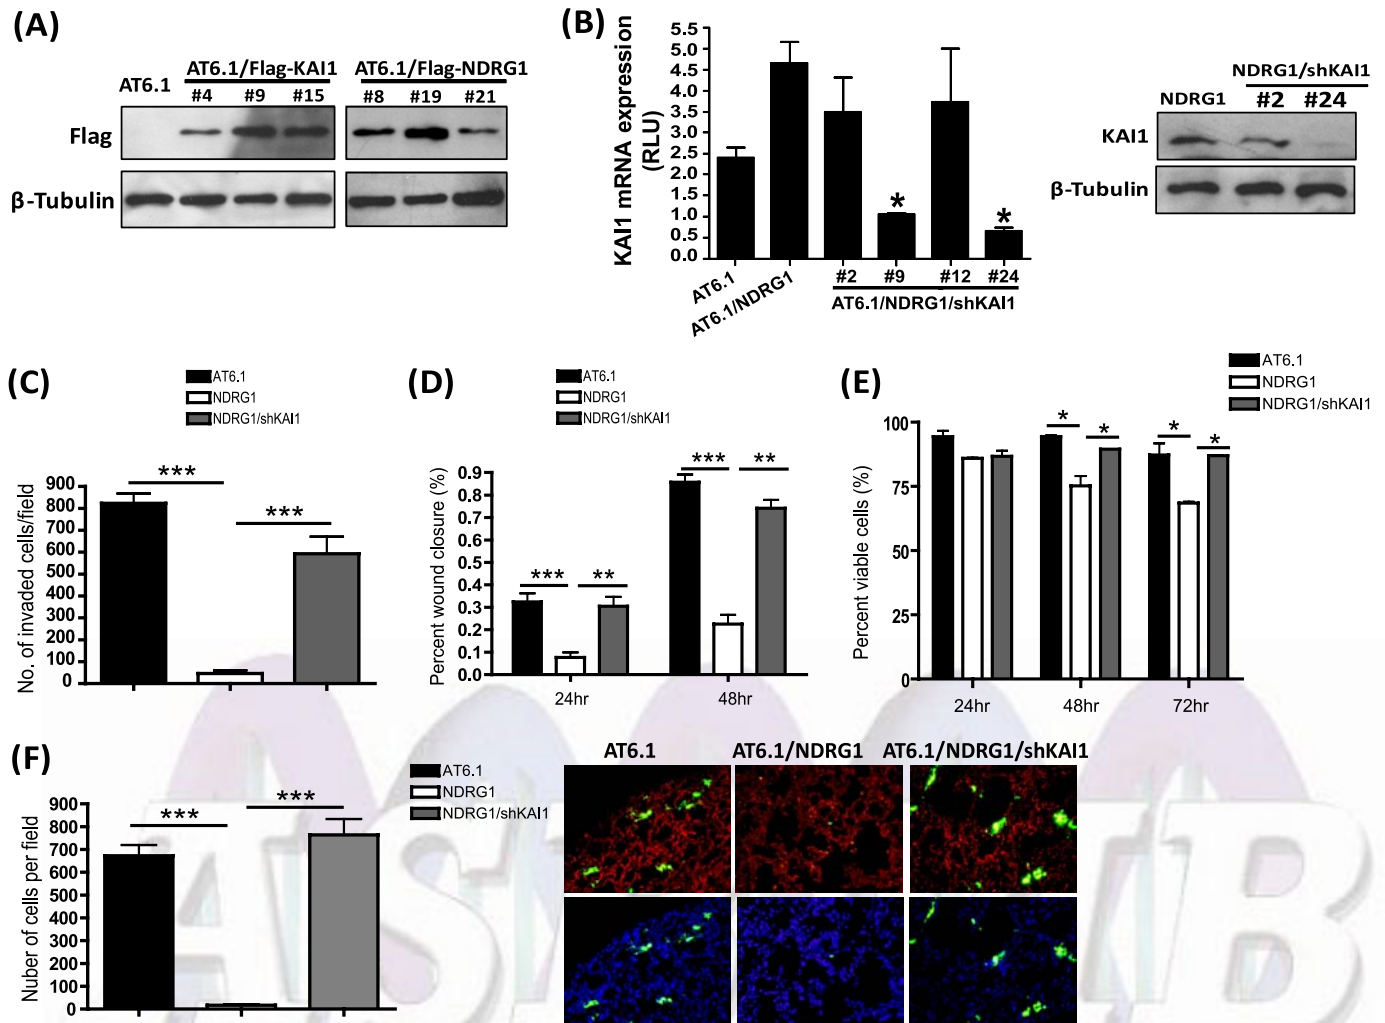 (A)
AT6.1
AT6.1/Flag-KAI1
AT6.1/Flag-NDRG1
#4 #9 #15
#8 #19 #21
Flag
β-Tubulin
(B)
KAI1 mRNA expression
(RLU)
5.5
5.0
4.5
4.0
3.5
3.0
2.5
2.0
1.5
1.0
0.5
0.0
* *
AT6.1
AT6.1/NDRG1
#2 #9 #12 #24
AT6.1/NDRG1/shKAI1
NDRG1/shKAI1
NDRG1 #2 #24
KAI1
β-Tubulin
(C)
AT6.1
NDRG1
NDRG1/shKAI1
No. of invaded cells/field
900
800
700
600
500
400
300
200
100
0
***
***
(D)
AT6.1
NDRG1
NDRG1/shKAI1
Percent wound closure (%)
0.9
0.8
0.7
0.6
0.5
0.4
0.3
0.2
0.1
0.0
*** **
*** **
24hr 48hr
(E)
AT6.1
NDRG1
NDRG1/shKAI1
Percent viable cells (%)
100
75
50
25
0
* * * *
24hr 48hr 72hr
(F)
AT6.1
NDRG1
NDRG1/shKAI1
Nuber of cells per field
900
800
700
600
500
400
300
200
100
0
*** ***
AT6.1 AT6.1/NDRG1 AT6.1/NDRG1/shKAI1